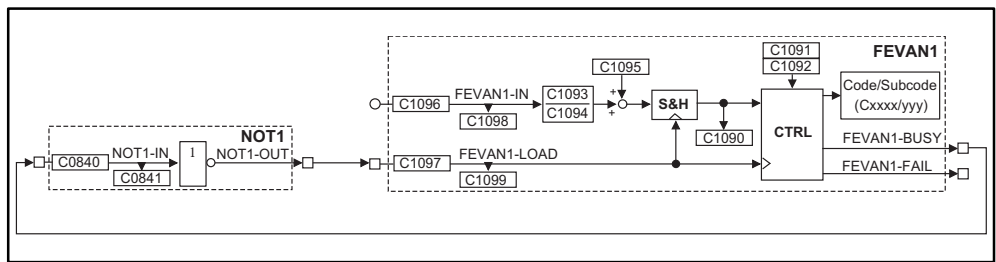 FEVAN1
C1091
C1092
C1095
Code/Subcode
(Cxxxx/yyy)
C1096
FEVAN1-IN
C1098
C1093
C1094
+
+
S&H
C1090
CTRL
FEVAN1-BUSY
FEVAN1-FAIL
NOT1
C0840
NOT1-IN
C0841
1
NOT1-OUT
C1097
FEVAN1-LOAD
C1099